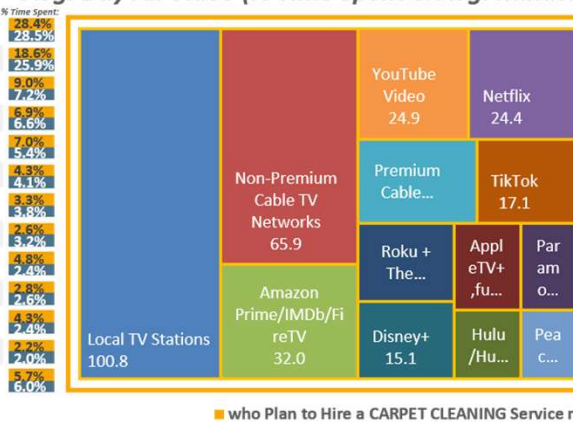 % Time Spent:
28.4%
28.5%
18.6%
25.9%
9.0%
7.2%
6.9%
6.6%
7.0%
5.4%
4.3%
4.1%
3.3%
3.8%
2.6%
3.2%
4.8%
2.4%
2.8%
2.6%
4.3%
2.4%
2.2%
2.0%
5.7%
6.0%
Local TV Stations
100.8
Non-Premium
Cable TV
Networks
65.9
Amazon
Prime/IMDb/Fi
reTV
32.0
YouTube
Video
24.9
Netflix
24.4
Premium
Cable...
TikTok
17.1
Roku +
The...
Appl
eTV+
,fu...
Par
am
o...
Disney+
15.1
Hulu
/Hu...
Pea
c...
who Plan to Hire a CARPET CLEANING Service